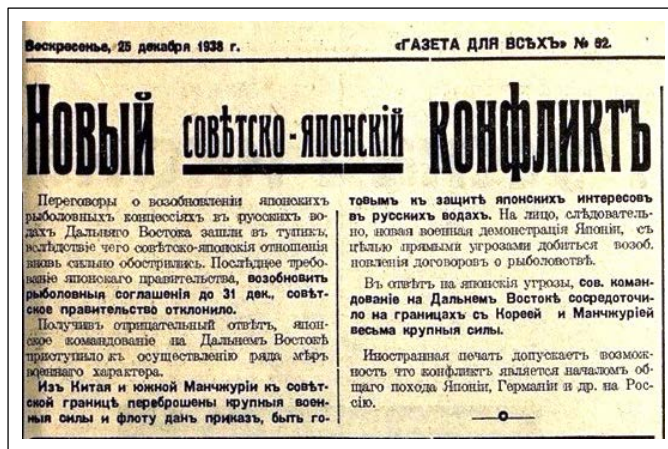 Воскресенье, 25 декабря 1938 г.
«ГАЗЕТА ДЛЯ ВСѢХЪ» № 52.
Новый совѣтско-японскій конфликтъ
Переговоры о возобновленіи японскихъ
рыболовныхъ концессіяхъ въ русскихъ во-
дахъ Дальняго Востока зашли въ тупикъ,
вслѣдствіе чего совѣтско-японскія отношенія
вновь сильно обострились. Послѣднее требо-
ваніе японскаго правительства, возобновить
рыболовныя соглашенія до 31 дек., совѣт-
ское правительство отклонило.
Получивъ отрицательный отвѣтъ, япон-
ское командованіе на Дальнемъ Востокѣ
приступило къ осуществленію ряда мѣръ
военнаго характера.
Изъ Китая и южной Манчжуріи къ совѣт-
ской границѣ переброшены крупныя воен-
ныя силы и флоту данъ приказъ, быть го-
товымъ къ защитѣ японскихъ интересовъ
въ русскихъ водахъ. На лицо, слѣдователь-
но, новая военная демонстрація Японіи, съ
цѣлью прямыми угрозами добиться возоб.
новленія договоровъ о рыболовствѣ.
Въ отвѣтъ на японскія угрозы, сов. коман-
дованіе на Дальнемъ Востокѣ сосредоточи-
ло на границахъ съ Кореей и Манчжуріей
весьма крупныя силы.
Иностранная печать допускаетъ возмож-
ность что конфликтъ является началомъ об-
щаго похода Японіи, Германіи и др. на Рос-
сію.